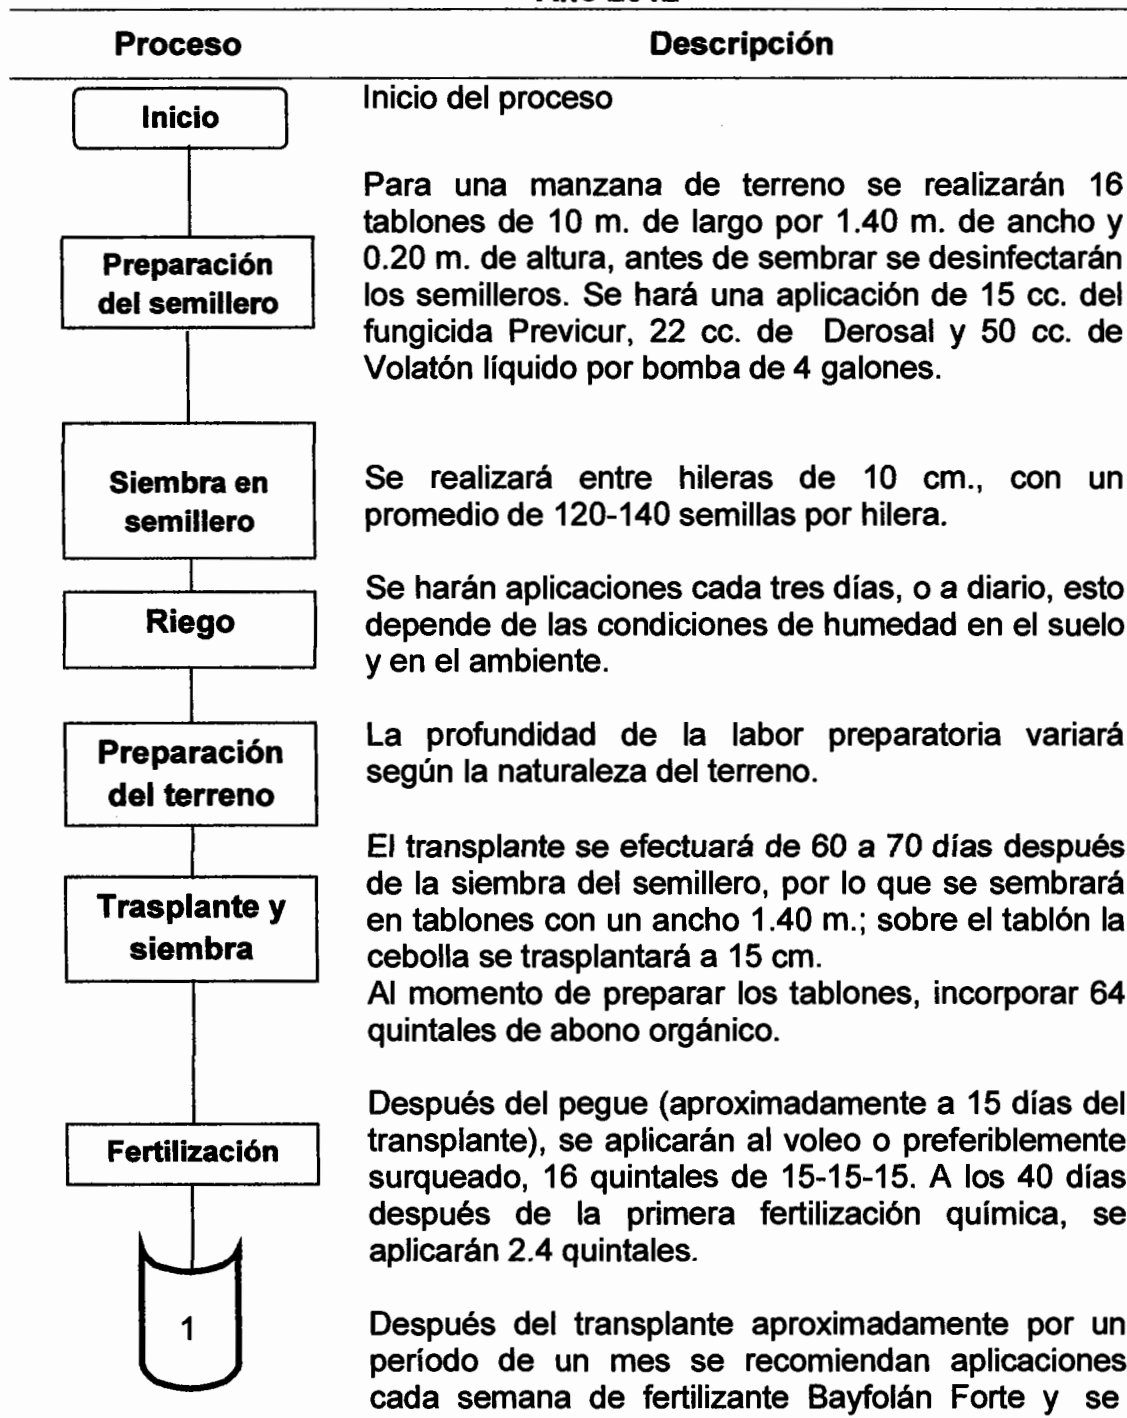 Proceso Descripción
Inicio
Inicio del proceso
Preparación
del semillero
Para una manzana de terreno se realizarán 16
tablones de 10 m. de largo por 1.40 m. de ancho y
0.20 m. de altura, antes de sembrar se desinfectarán
los semilleros. Se hará una aplicación de 15 cc. del
fungicida Previcur, 22 cc. de Derosal y 50 cc. de
Volatón líquido por bomba de 4 galones.
Siembra en
semillero
Se realizará entre hileras de 10 cm., con un
promedio de 120-140 semillas por hilera.
Riego
Se harán aplicaciones cada tres días, o a diario, esto
depende de las condiciones de humedad en el suelo
y en el ambiente.
Preparación
del terreno
La profundidad de la labor preparatoria variará
según la naturaleza del terreno.
Trasplante y
siembra
El transplante se efectuará de 60 a 70 días después
de la siembra del semillero, por lo que se sembrará
en tablones con un ancho 1.40 m.; sobre el tablón la
cebolla se trasplantará a 15 cm.
Al momento de preparar los tablones, incorporar 64
quintales de abono orgánico.
Fertilización
Después del pegue (aproximadamente a 15 días del
transplante), se aplicarán al voleo o preferiblemente
surqueado, 16 quintales de 15-15-15. A los 40 días
después de la primera fertilización química, se
aplicarán 2.4 quintales.
1
Después del transplante aproximadamente por un
período de un mes se recomiendan aplicaciones
cada semana de fertilizante Bayfolán Forte y se